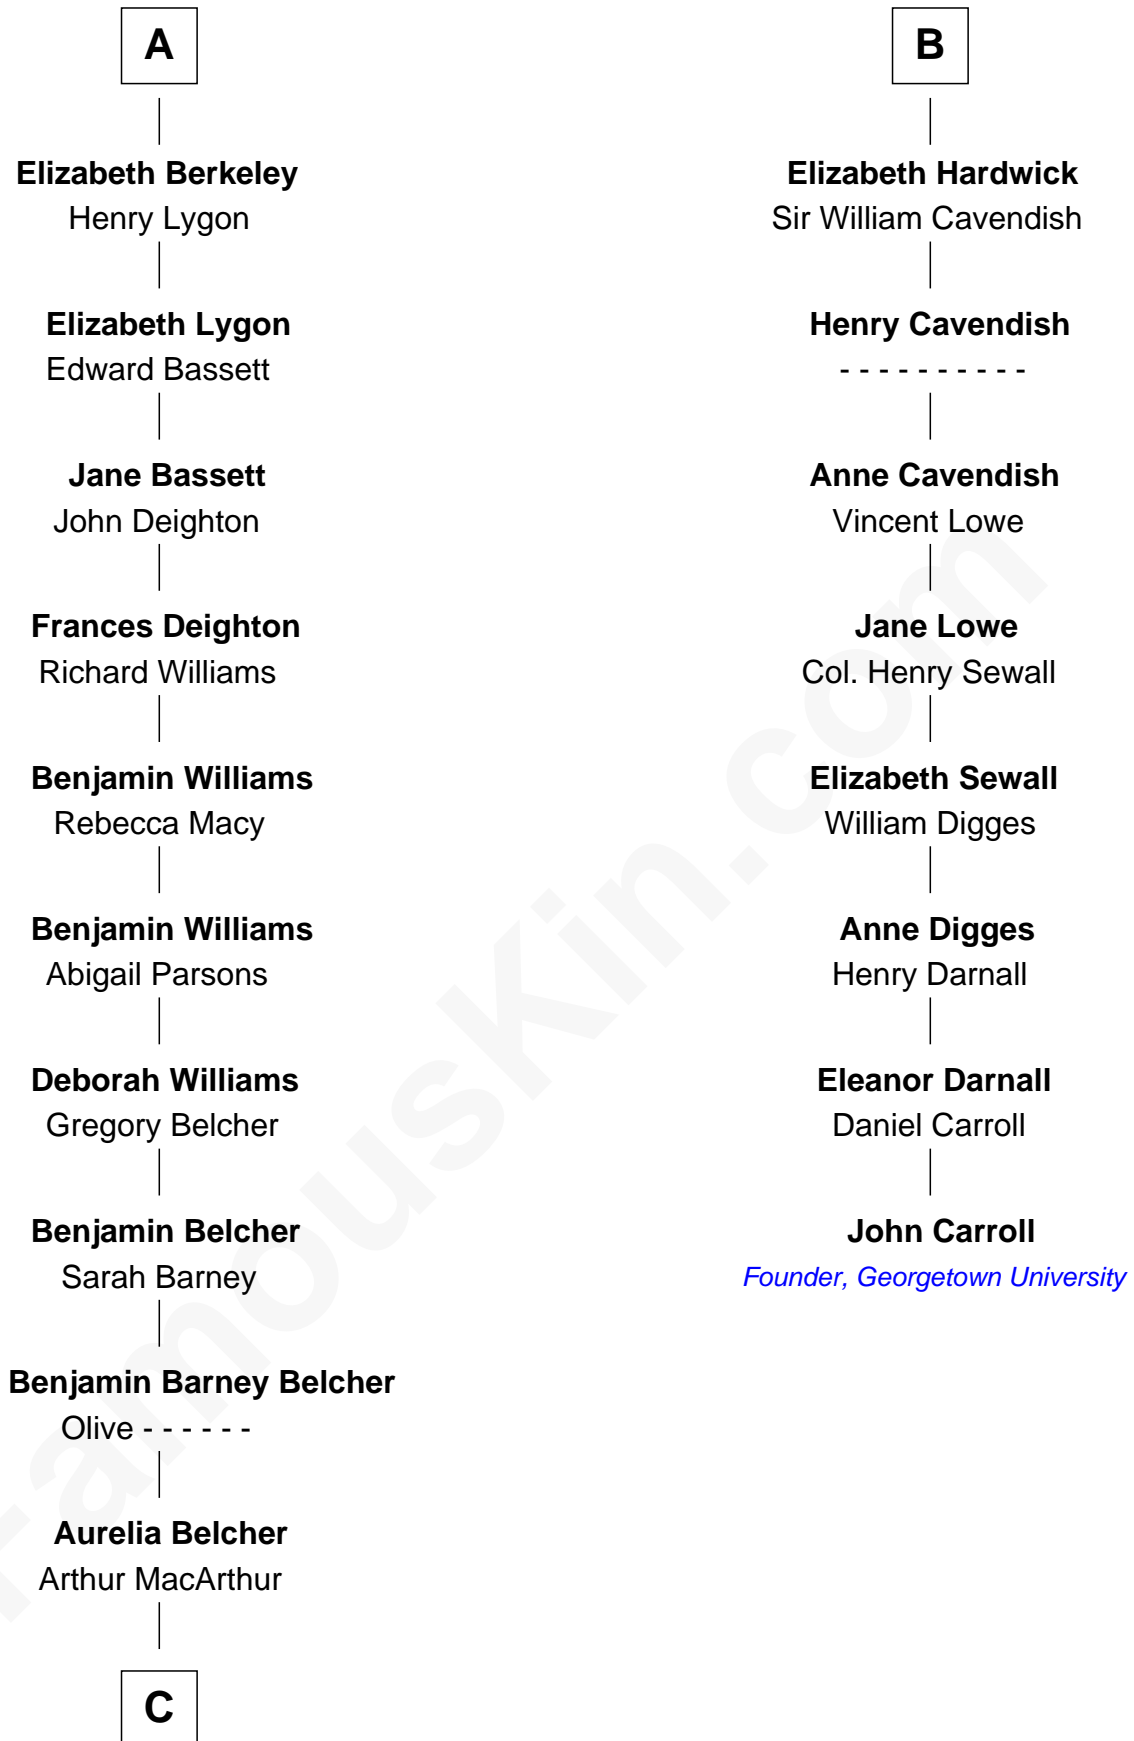 A
Elizabeth Berkeley
Henry Lygon
Elizabeth Lygon
Edward Bassett
Jane Bassett
John Deighton
Frances Deighton
Richard Williams
Benjamin Williams
Rebecca Macy
Benjamin Williams
Abigail Parsons
Deborah Williams
Gregory Belcher
Benjamin Belcher
Sarah Barney
Benjamin Barney Belcher
Olive - - - - - -
Aurelia Belcher
Arthur MacArthur
C
B
Elizabeth Hardwick
Sir William Cavendish
Henry Cavendish
- - - - - - - - - -
Anne Cavendish
Vincent Lowe
Jane Lowe
Col. Henry Sewall
Elizabeth Sewall
William Digges
Anne Digges
Henry Darnall
Eleanor Darnall
Daniel Carroll
John Carroll
Founder, Georgetown University
FamousKin.com